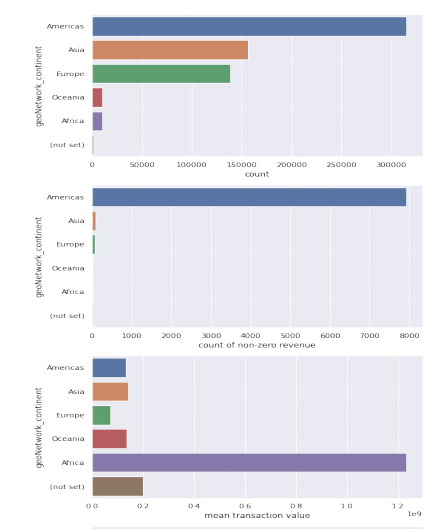 geoNetwork_continent
Americas
Asia
Europe
Oceania
Africa
(not set)
0 50000 100000 150000 200000 250000 300000
count
geoNetwork_continent
Americas
Asia
Europe
Oceania
Africa
(not set)
0 1000 2000 3000 4000 5000 6000 7000 8000
count of non-zero revenue
geoNetwork_continent
Americas
Asia
Europe
Oceania
Africa
(not set)
0.0 0.2 0.4 0.6 0.8 1.0 1.2
1e9
mean transaction value